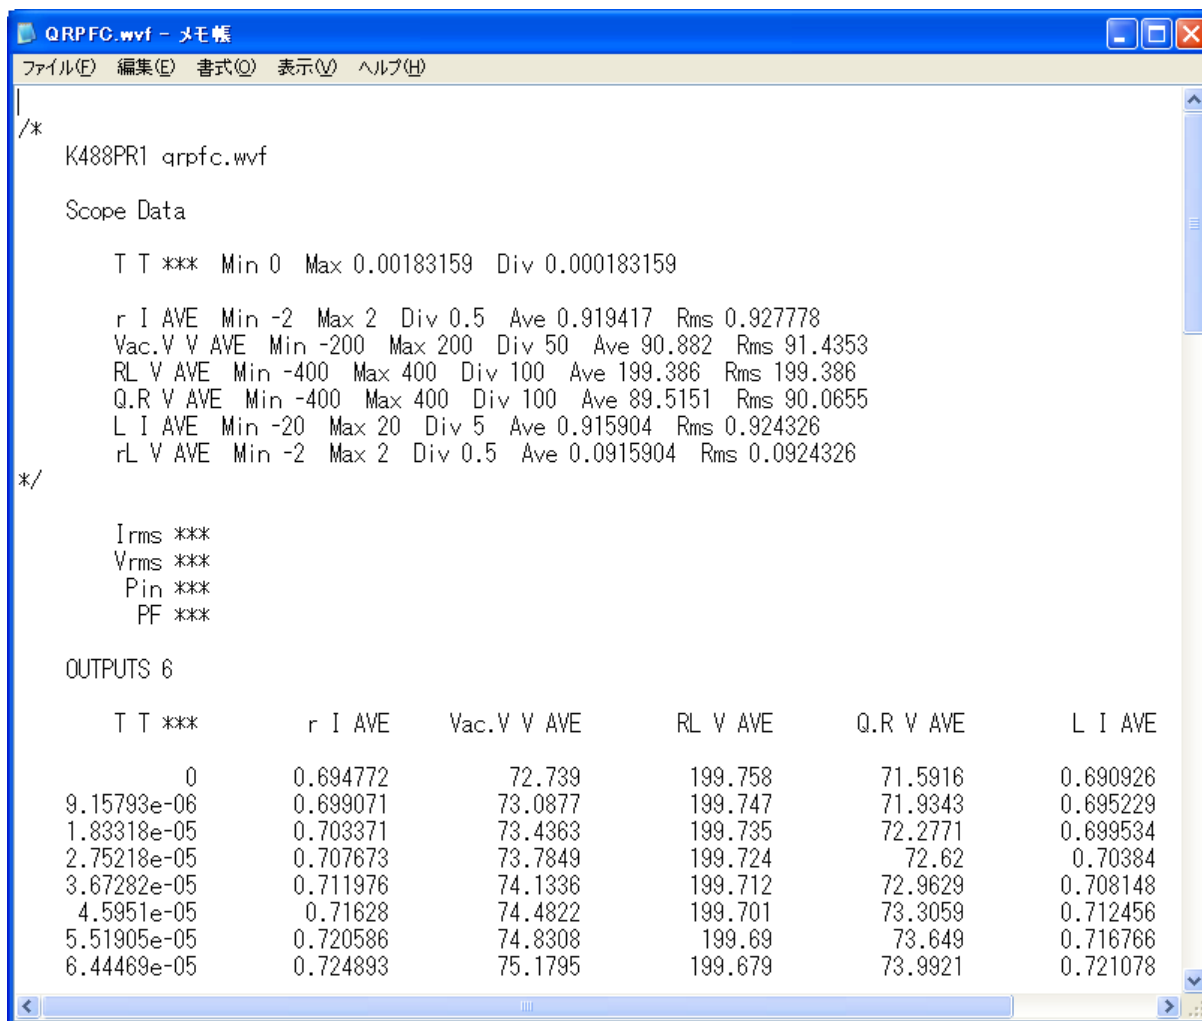 QRPFC.wvf - メモ帳
ファイル(F) 編集(E) 書式(O) 表示(V) ヘルプ(H)
/*
K488PR1 qrpfc.wvf
Scope Data
T T *** Min 0 Max 0.00183159 Div 0.000183159
r I AVE Min -2 Max 2 Div 0.5 Ave 0.919417 Rms 0.927778
Vac.V V AVE Min -200 Max 200 Div 50 Ave 90.882 Rms 91.4353
RL V AVE Min -400 Max 400 Div 100 Ave 199.386 Rms 199.386
Q.R V AVE Min -400 Max 400 Div 100 Ave 89.5151 Rms 90.0655
L I AVE Min -20 Max 20 Div 5 Ave 0.915904 Rms 0.924326
rL V AVE Min -2 Max 2 Div 0.5 Ave 0.0915904 Rms 0.0924326
*/
Irms ***
Vrms ***
Pin ***
PF ***
OUTPUTS 6
T T *** r I AVE Vac.V V AVE RL V AVE Q.R V AVE L I AVE
0 0.694772 72.739 199.758 71.5916 0.690926
9.15793e-06 0.699071 73.0877 199.747 71.9343 0.695229
1.83318e-05 0.703371 73.4363 199.735 72.2771 0.699534
2.75218e-05 0.707673 73.7849 199.724 72.62 0.70384
3.67282e-05 0.711976 74.1336 199.712 72.9629 0.708148
4.5951e-05 0.71628 74.4822 199.701 73.3059 0.712456
5.51905e-05 0.720586 74.8308 199.69 73.649 0.716766
6.44469e-05 0.724893 75.1795 199.679 73.9921 0.721078